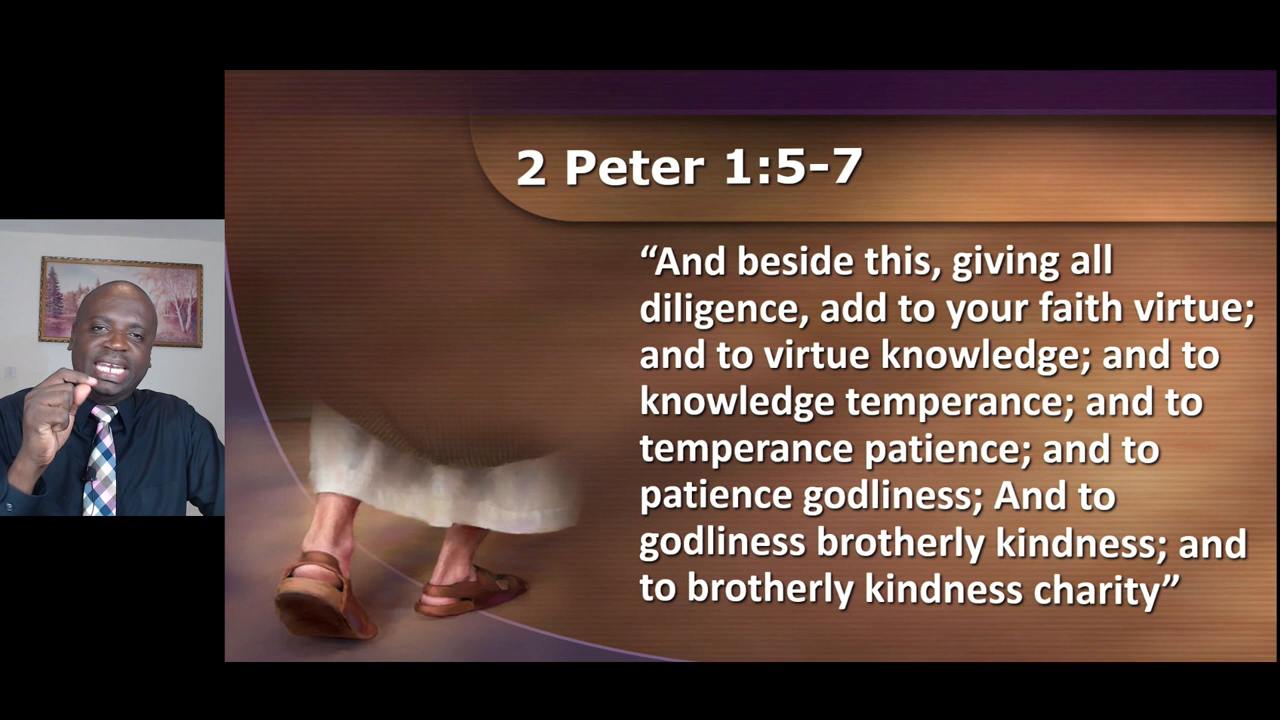 2 Peter 1:5-7
“And beside this, giving all
diligence, add to your faith virtue;
and to virtue knowledge; and to
knowledge temperance; and to
temperance patience; and to
patience godliness; And to
godliness brotherly kindness; and
to brotherly kindness charity”